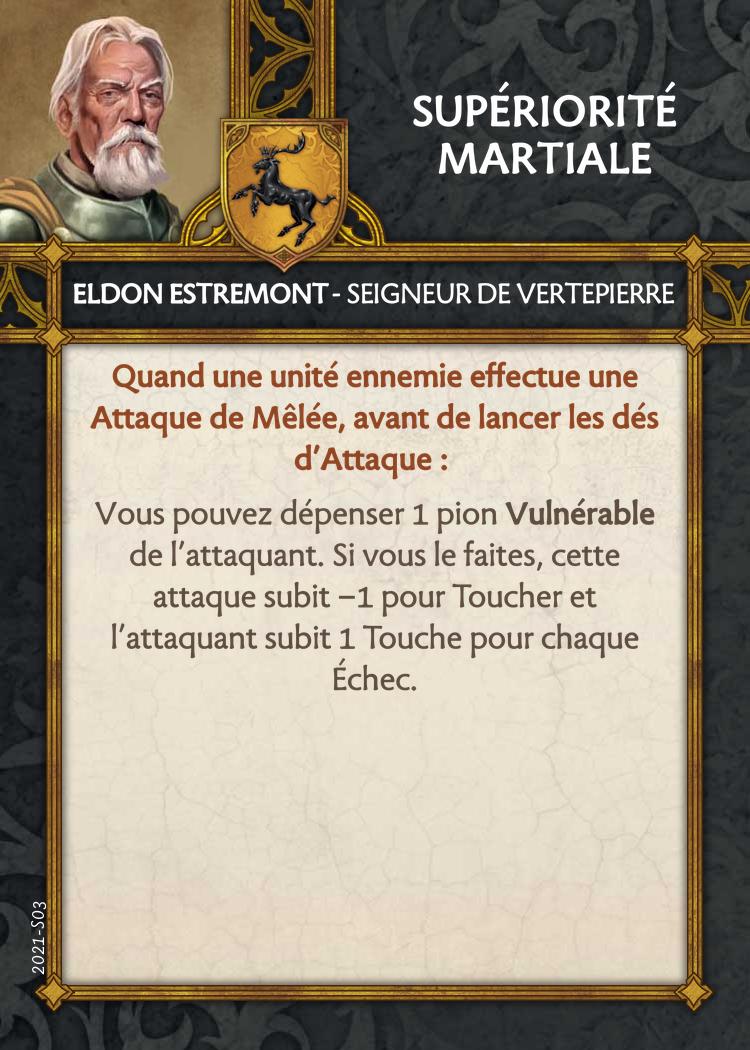 SUPÉRIORITÉ
MARTIALE
ELDON ESTREMONT - SEIGNEUR DE VERTEPIERRE
Quand une unité ennemie effectue une
Attaque de Mêlée, avant de lancer les dés
d’Attaque :
Vous pouvez dépenser 1 pion Vulnérable
de l’attaquant. Si vous le faites, cette
attaque subit –1 pour Toucher et
l’attaquant subit 1 Touche pour chaque
Échec.
2021-S03